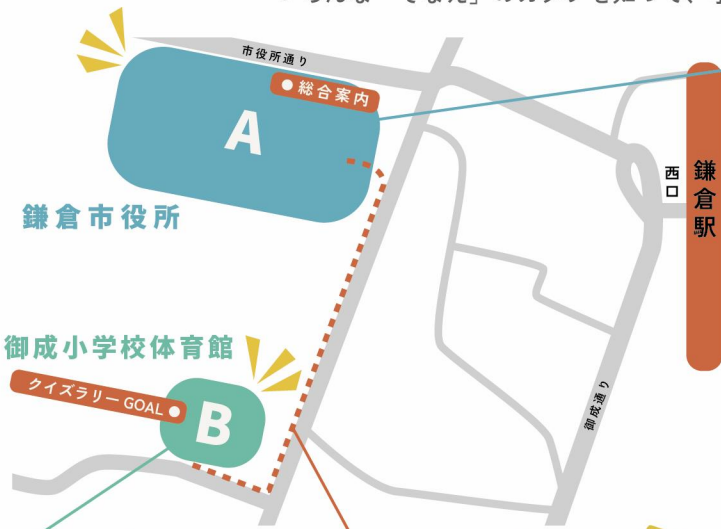 市役所通り
総合案内
A
鎌倉市役所
西口
鎌倉駅
御成小学校体育館
クイズラリー GOAL
B
御成通り